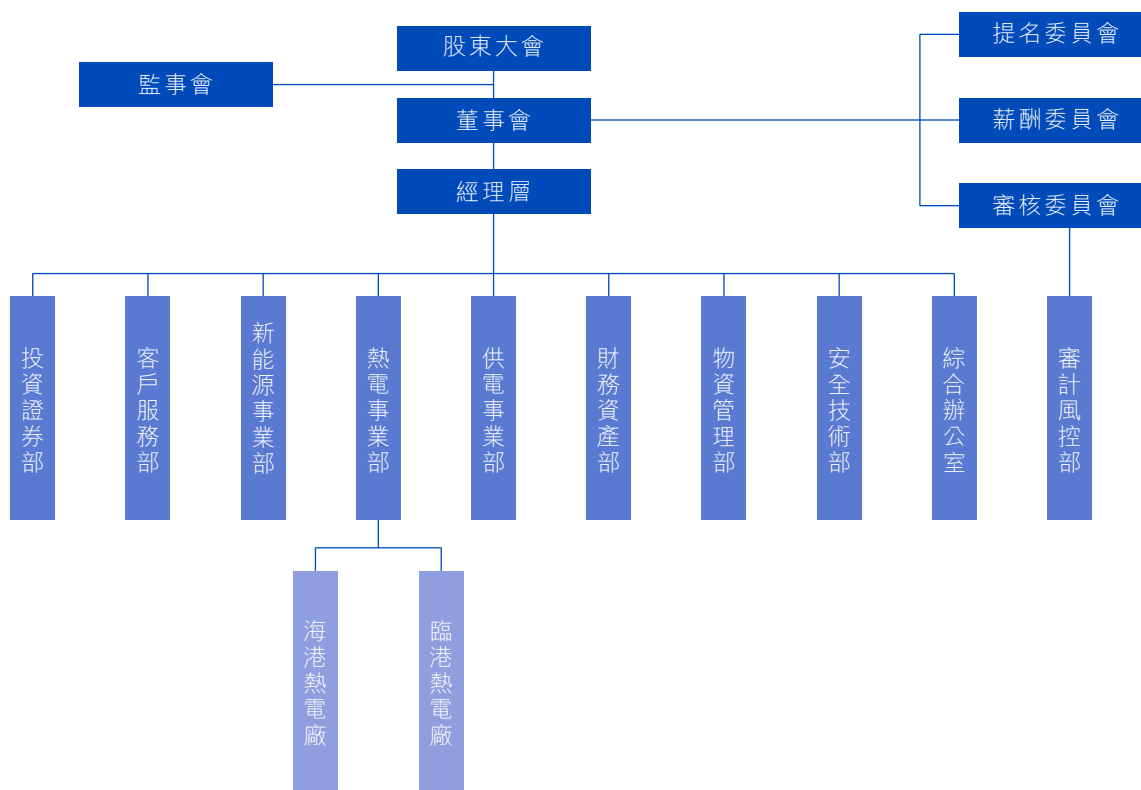 股東大會
監事會
董事會
經理層
提名委員會
薪酬委員會
審核委員會
投資證券部
客戶服務部
新能源事業部
熱電事業部
供電事業部
財務資產部
物資管理部
安全技術部
綜合辦公室
審計風控部
海港熱電廠
臨港熱電廠